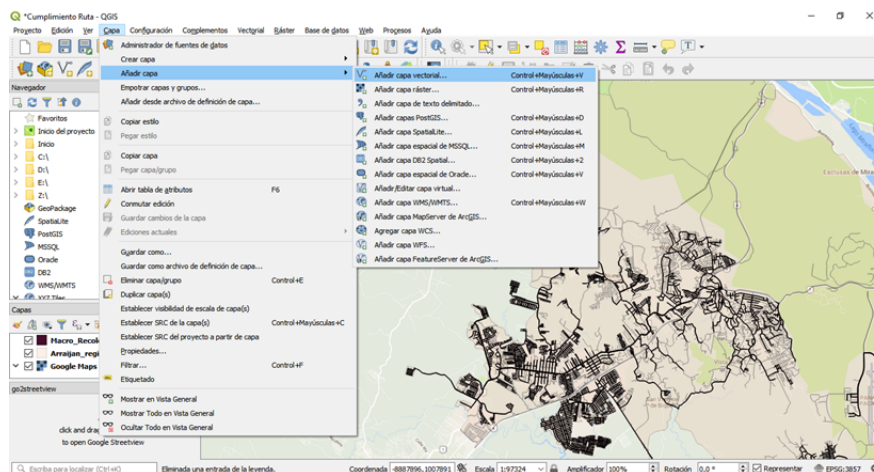 *Cumplimiento Ruta - QGIS
Proyecto Edición Ver Capa Configuración Complementos Vectorial Ráster Base de datos Web Procesos Ayuda
Administrador de fuentes de datos
Crear capa
Añadir capa
Empotrar capas y grupos...
Añadir desde archivo de definición de capa...
Copiar estilo
Pegar estilo
Copiar capa
Pegar capa/grupo
Abrir tabla de atributos F6
Conmutar edición
Guardar cambios de la capa
Ediciones actuales
Guardar como...
Guardar como archivo de definición de capa...
Eliminar capa/grupo Control+E
Duplicar capa(s)
Establecer visibilidad de escala de capa(s)
Establecer SRC de la capa(s) Control+Mayúsculas+C
Establecer SRC del proyecto a partir de capa
Propiedades...
Filtrar... Control+F
Etiquetado
Mostrar en Vista General
Mostrar Todo en Vista General
Ocultar Todo en Vista General
Añadir capa vectorial... Control+Mayúsculas+V
Añadir capa ráster... Control+Mayúsculas+R
Añadir capa de texto delimitado...
Añadir capas PostGIS... Control+Mayúsculas+D
Añadir capa SpatiaLite... Control+Mayúsculas+L
Añadir capa espacial de MSSQL... Control+Mayúsculas+M
Añadir capa DB2 Spatial... Control+Mayúsculas+2
Añadir capa espacial de Oracle... Control+Mayúsculas+V
Añadir/Editar capa virtual...
Añadir capa WMS/WMTS... Control+Mayúsculas+W
Añadir capa MapServer de ArcGIS...
Agregar capa WCS...
Añadir capa WFS...
Añadir capa FeatureServer de ArcGIS...
Navegador
Favoritos
Inicio del proyecto
Inicio
C:\
D:\
E:\
Z:\
GeoPackage
SpatiaLite
PostGIS
MSSQL
Oracle
DB2
WMS/WMTS
XYZ Tiles
Capas
Macro_Recol
Arraijan_regi
Google Maps
go2streetview
click and drag
to open Google Streetview
Esclusas de Mira
Escriba para localizar (Ctrl+K) Eliminada una entrada de la leyenda. Coordenada -8887896,1007891 Escala 1:97324 Amplificador 100% Rotación 0,0 ° Representar EPSG:3857